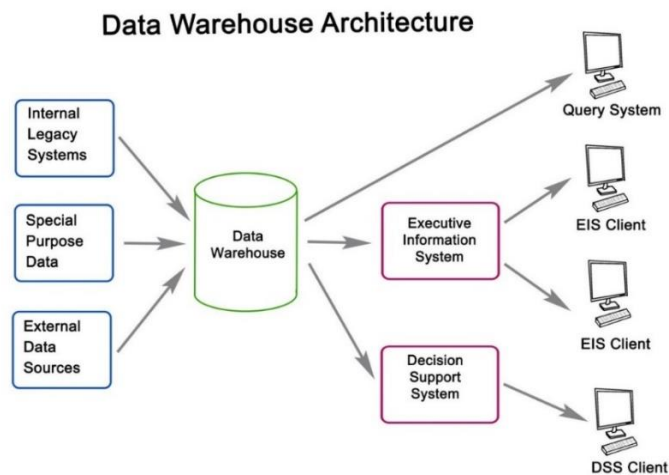 Data Warehouse Architecture
Internal
Legacy
Systems
Special
Purpose
Data
External
Data
Sources
Data
Warehouse
Executive
Information
System
Decision
Support
System
Query System
EIS Client
EIS Client
DSS Client